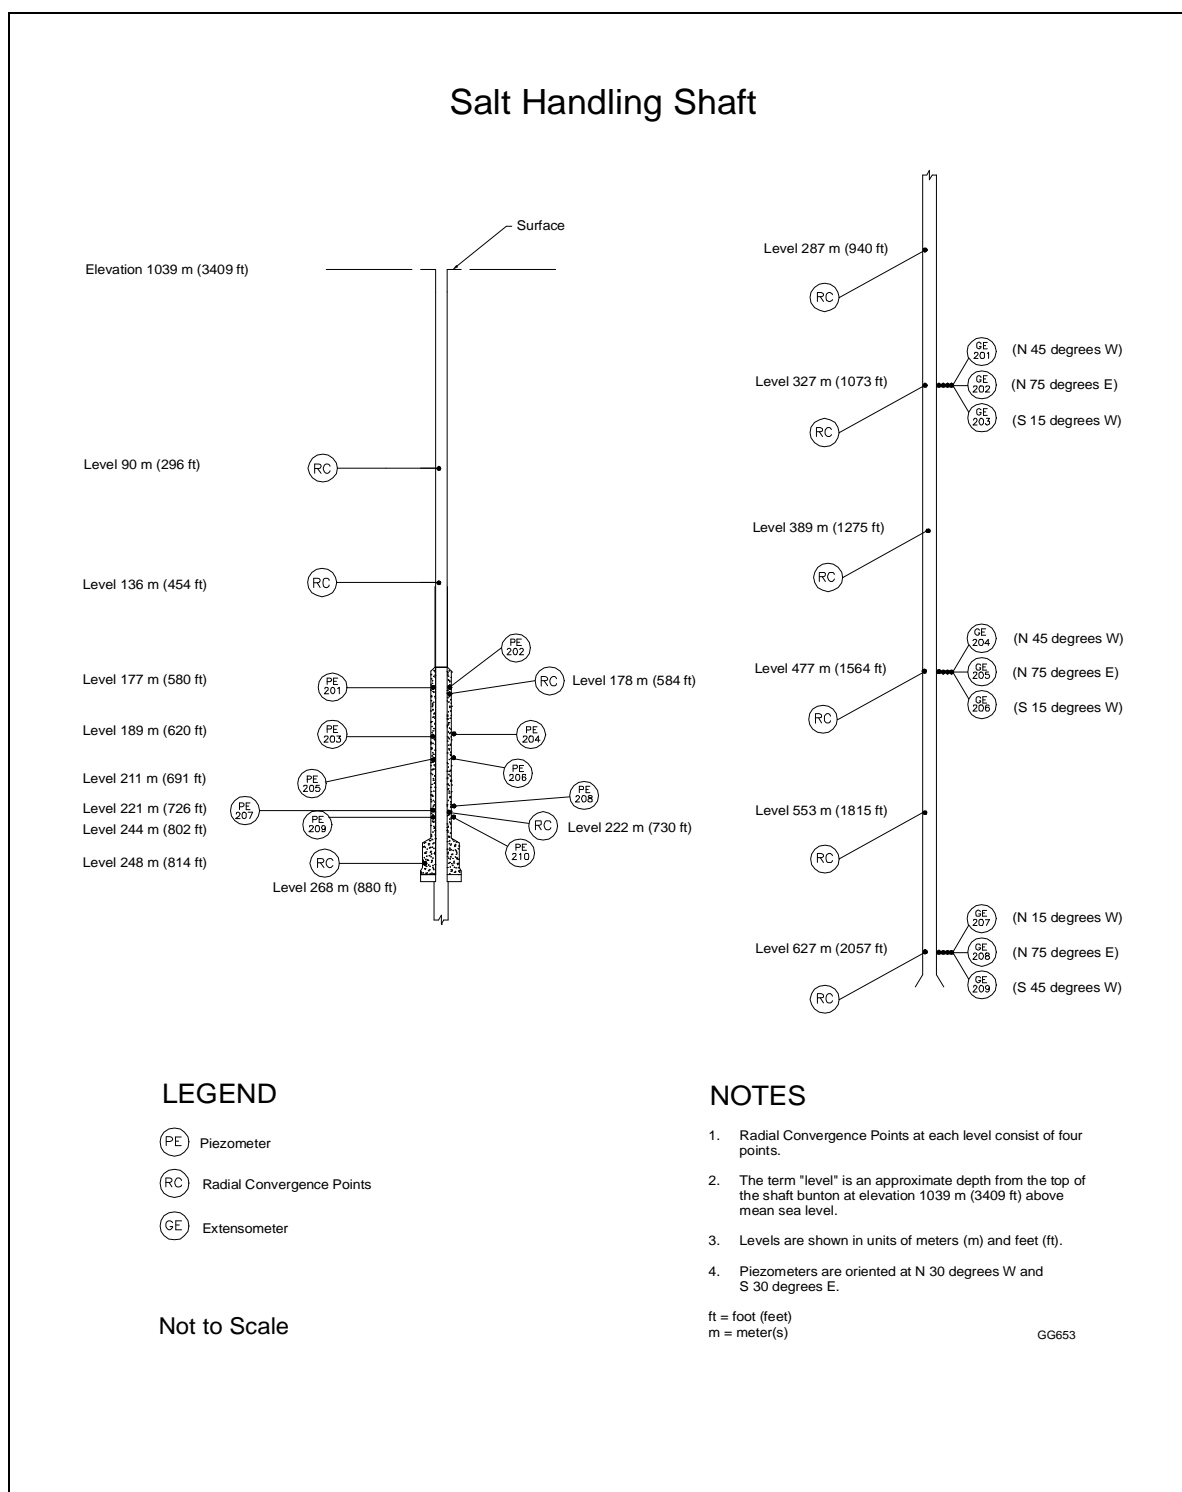 Salt Handling Shaft
Surface
Elevation 1039 m (3409 ft)
Level 90 m (296 ft)
RC
Level 136 m (454 ft)
RC
PE
202
Level 177 m (580 ft)
PE
201
RC
Level 178 m (584 ft)
Level 189 m (620 ft)
PE
203
PE
204
Level 211 m (691 ft)
PE
205
PE
206
Level 221 m (726 ft)
PE
207
PE
208
Level 244 m (802 ft)
PE
209
RC
Level 222 m (730 ft)
PE
210
Level 248 m (814 ft)
RC
Level 268 m (880 ft)
Level 287 m (940 ft)
RC
GE
201
(N 45 degrees W)
Level 327 m (1073 ft)
GE
202
(N 75 degrees E)
RC
GE
203
(S 15 degrees W)
Level 389 m (1275 ft)
RC
GE
204
(N 45 degrees W)
Level 477 m (1564 ft)
GE
205
(N 75 degrees E)
RC
GE
206
(S 15 degrees W)
Level 553 m (1815 ft)
RC
GE
207
(N 15 degrees W)
Level 627 m (2057 ft)
GE
208
(N 75 degrees E)
RC
GE
209
(S 45 degrees W)
LEGEND
PE Piezometer
RC Radial Convergence Points
GE Extensometer
Not to Scale
NOTES
1. Radial Convergence Points at each level consist of four
points.
2. The term "level" is an approximate depth from the top of
the shaft bunton at elevation 1039 m (3409 ft) above
mean sea level.
3. Levels are shown in units of meters (m) and feet (ft).
4. Piezometers are oriented at N 30 degrees W and
S 30 degrees E.
ft = foot (feet)
m = meter(s)
GG653